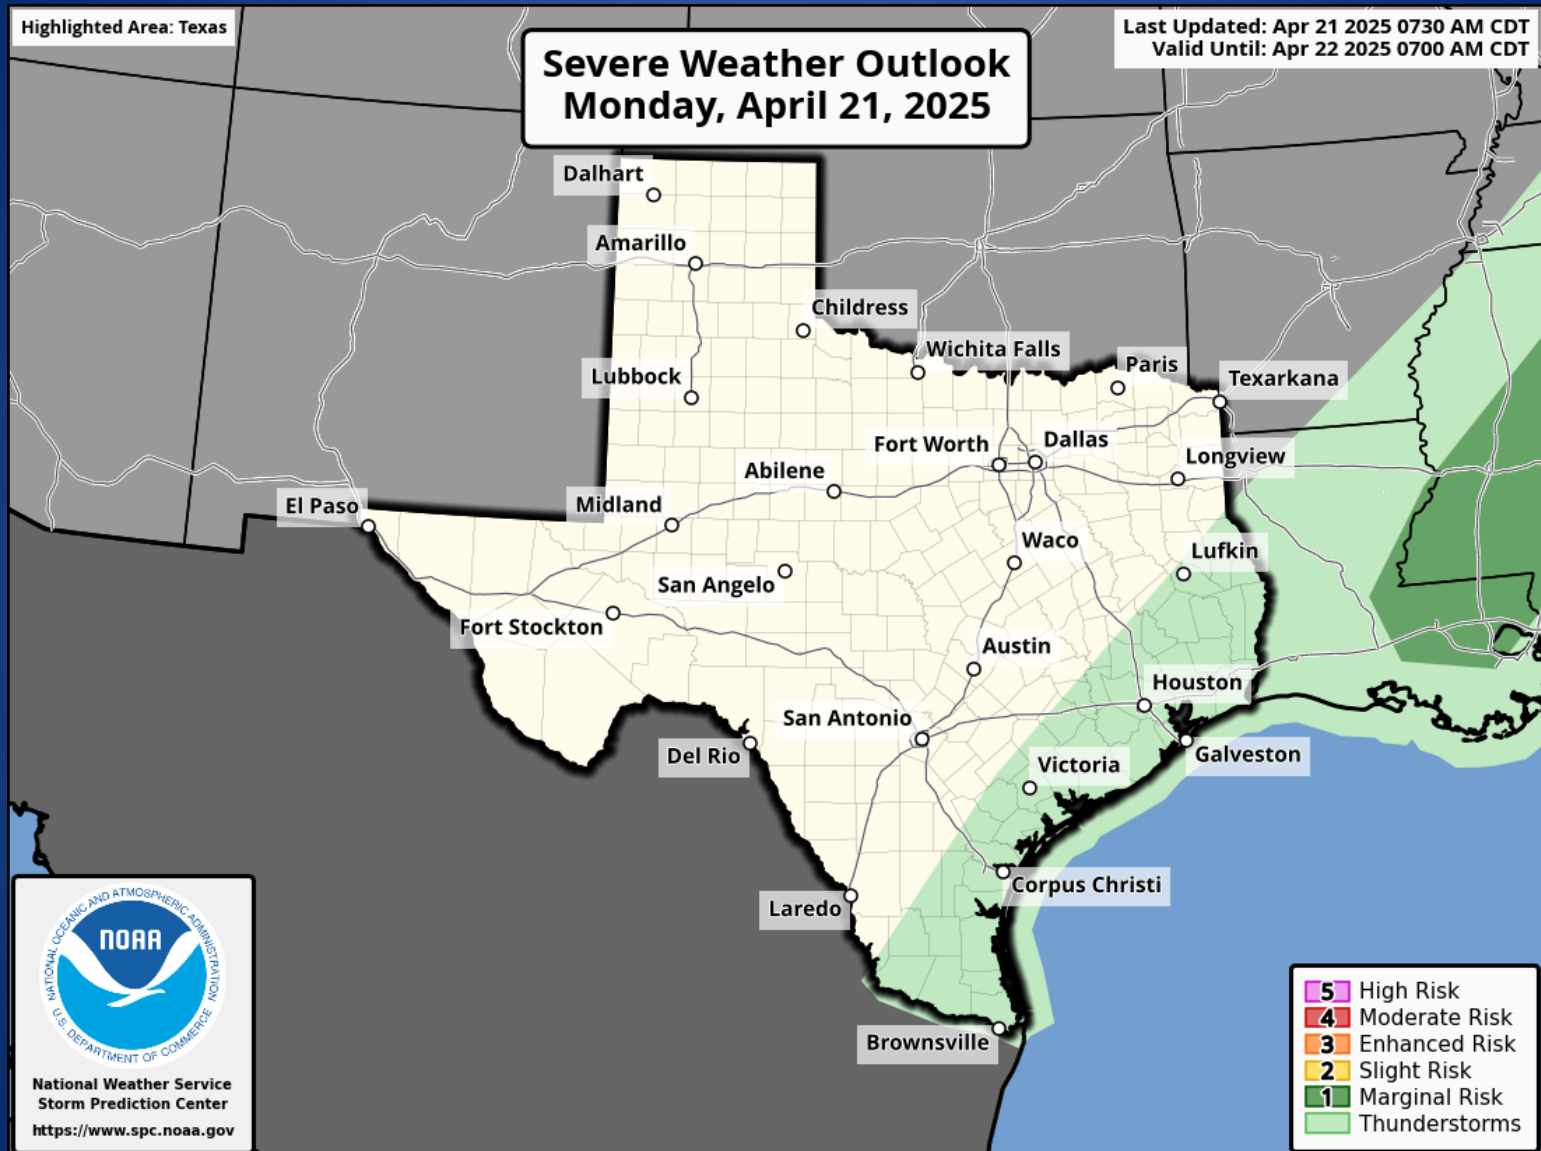 Highlighted Area: Texas
Severe Weather Outlook
Monday, April 21, 2025
Last Updated: Apr 21 2025 0730 AM CDT
Valid Until: Apr 22 2025 0700 AM CDT
Dalhart
Amarillo
Childress
Wichita Falls
Paris
Texarkana
Lubbock
Fort Worth
Dallas
Longview
Abilene
Midland
El Paso
Waco
Lufkin
San Angelo
Fort Stockton
Austin
Houston
San Antonio
Del Rio
Galveston
Victoria
Corpus Christi
Laredo
Brownsville
NATIONAL OCEANIC AND ATMOSPHERIC ADMINISTRATION
NOAA
U.S. DEPARTMENT OF COMMERCE
National Weather Service
Storm Prediction Center
https://www.spc.noaa.gov
5 High Risk
4 Moderate Risk
3 Enhanced Risk
2 Slight Risk
1 Marginal Risk
Thunderstorms